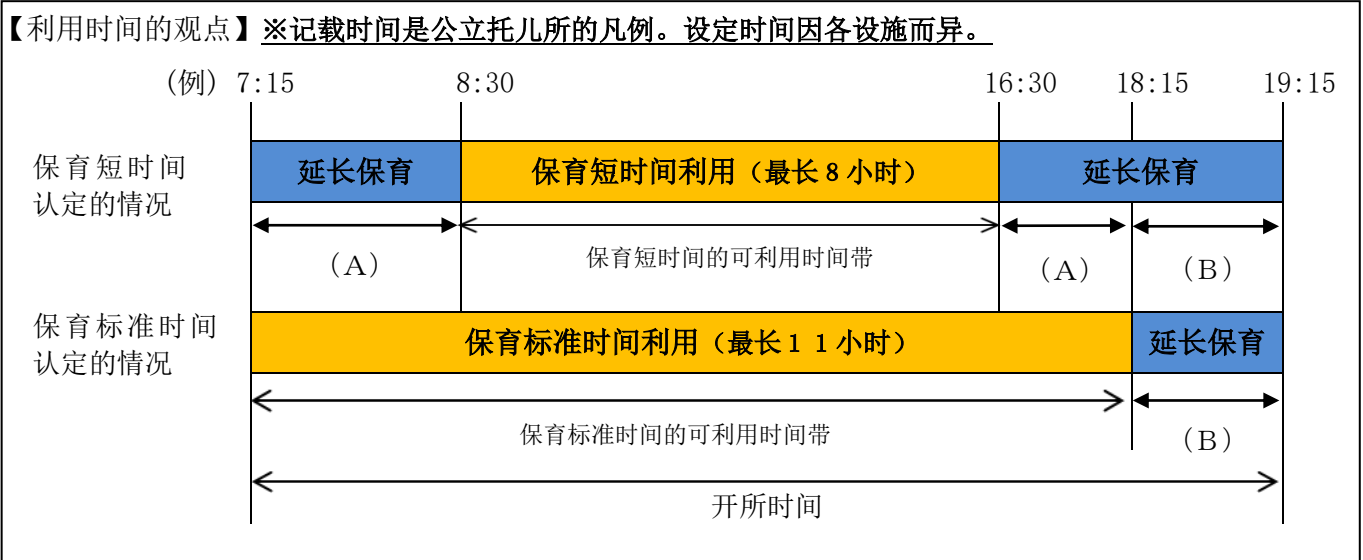 【利用时间的观点】※记载时间是公立托儿所的凡例。设定时间因各设施而异。
(例) 7:15 8:30 16:30 18:15 19:15
保育短时间
认定的情况
延长保育 保育短时间利用（最长８小时） 延长保育
（A） 保育短时间的可利用时间带 （A） （B）
保育标准时间
认定的情况
保育标准时间利用（最长１１小时） 延长保育
保育标准时间的可利用时间带 （B）
开所时间